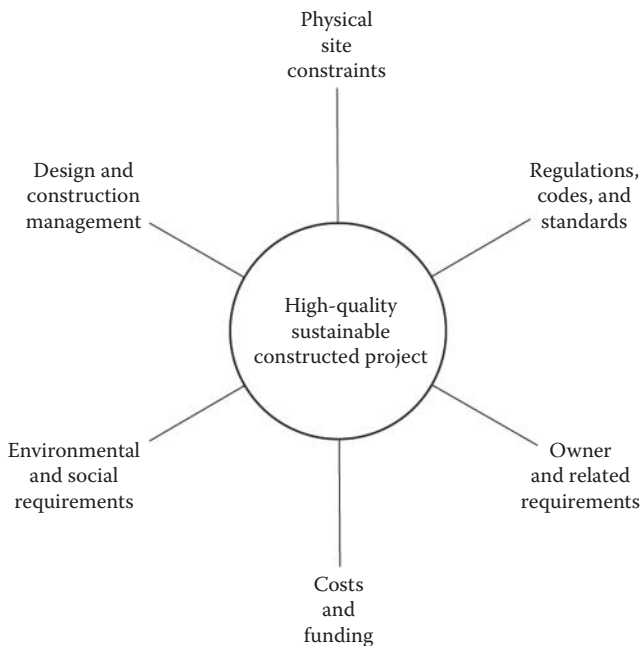 Physical
site
constraints
Design and
construction
management
Regulations,
codes, and
standards
High-quality
sustainable
constructed project
Environmental
and social
requirements
Owner
and related
requirements
Costs
and
funding